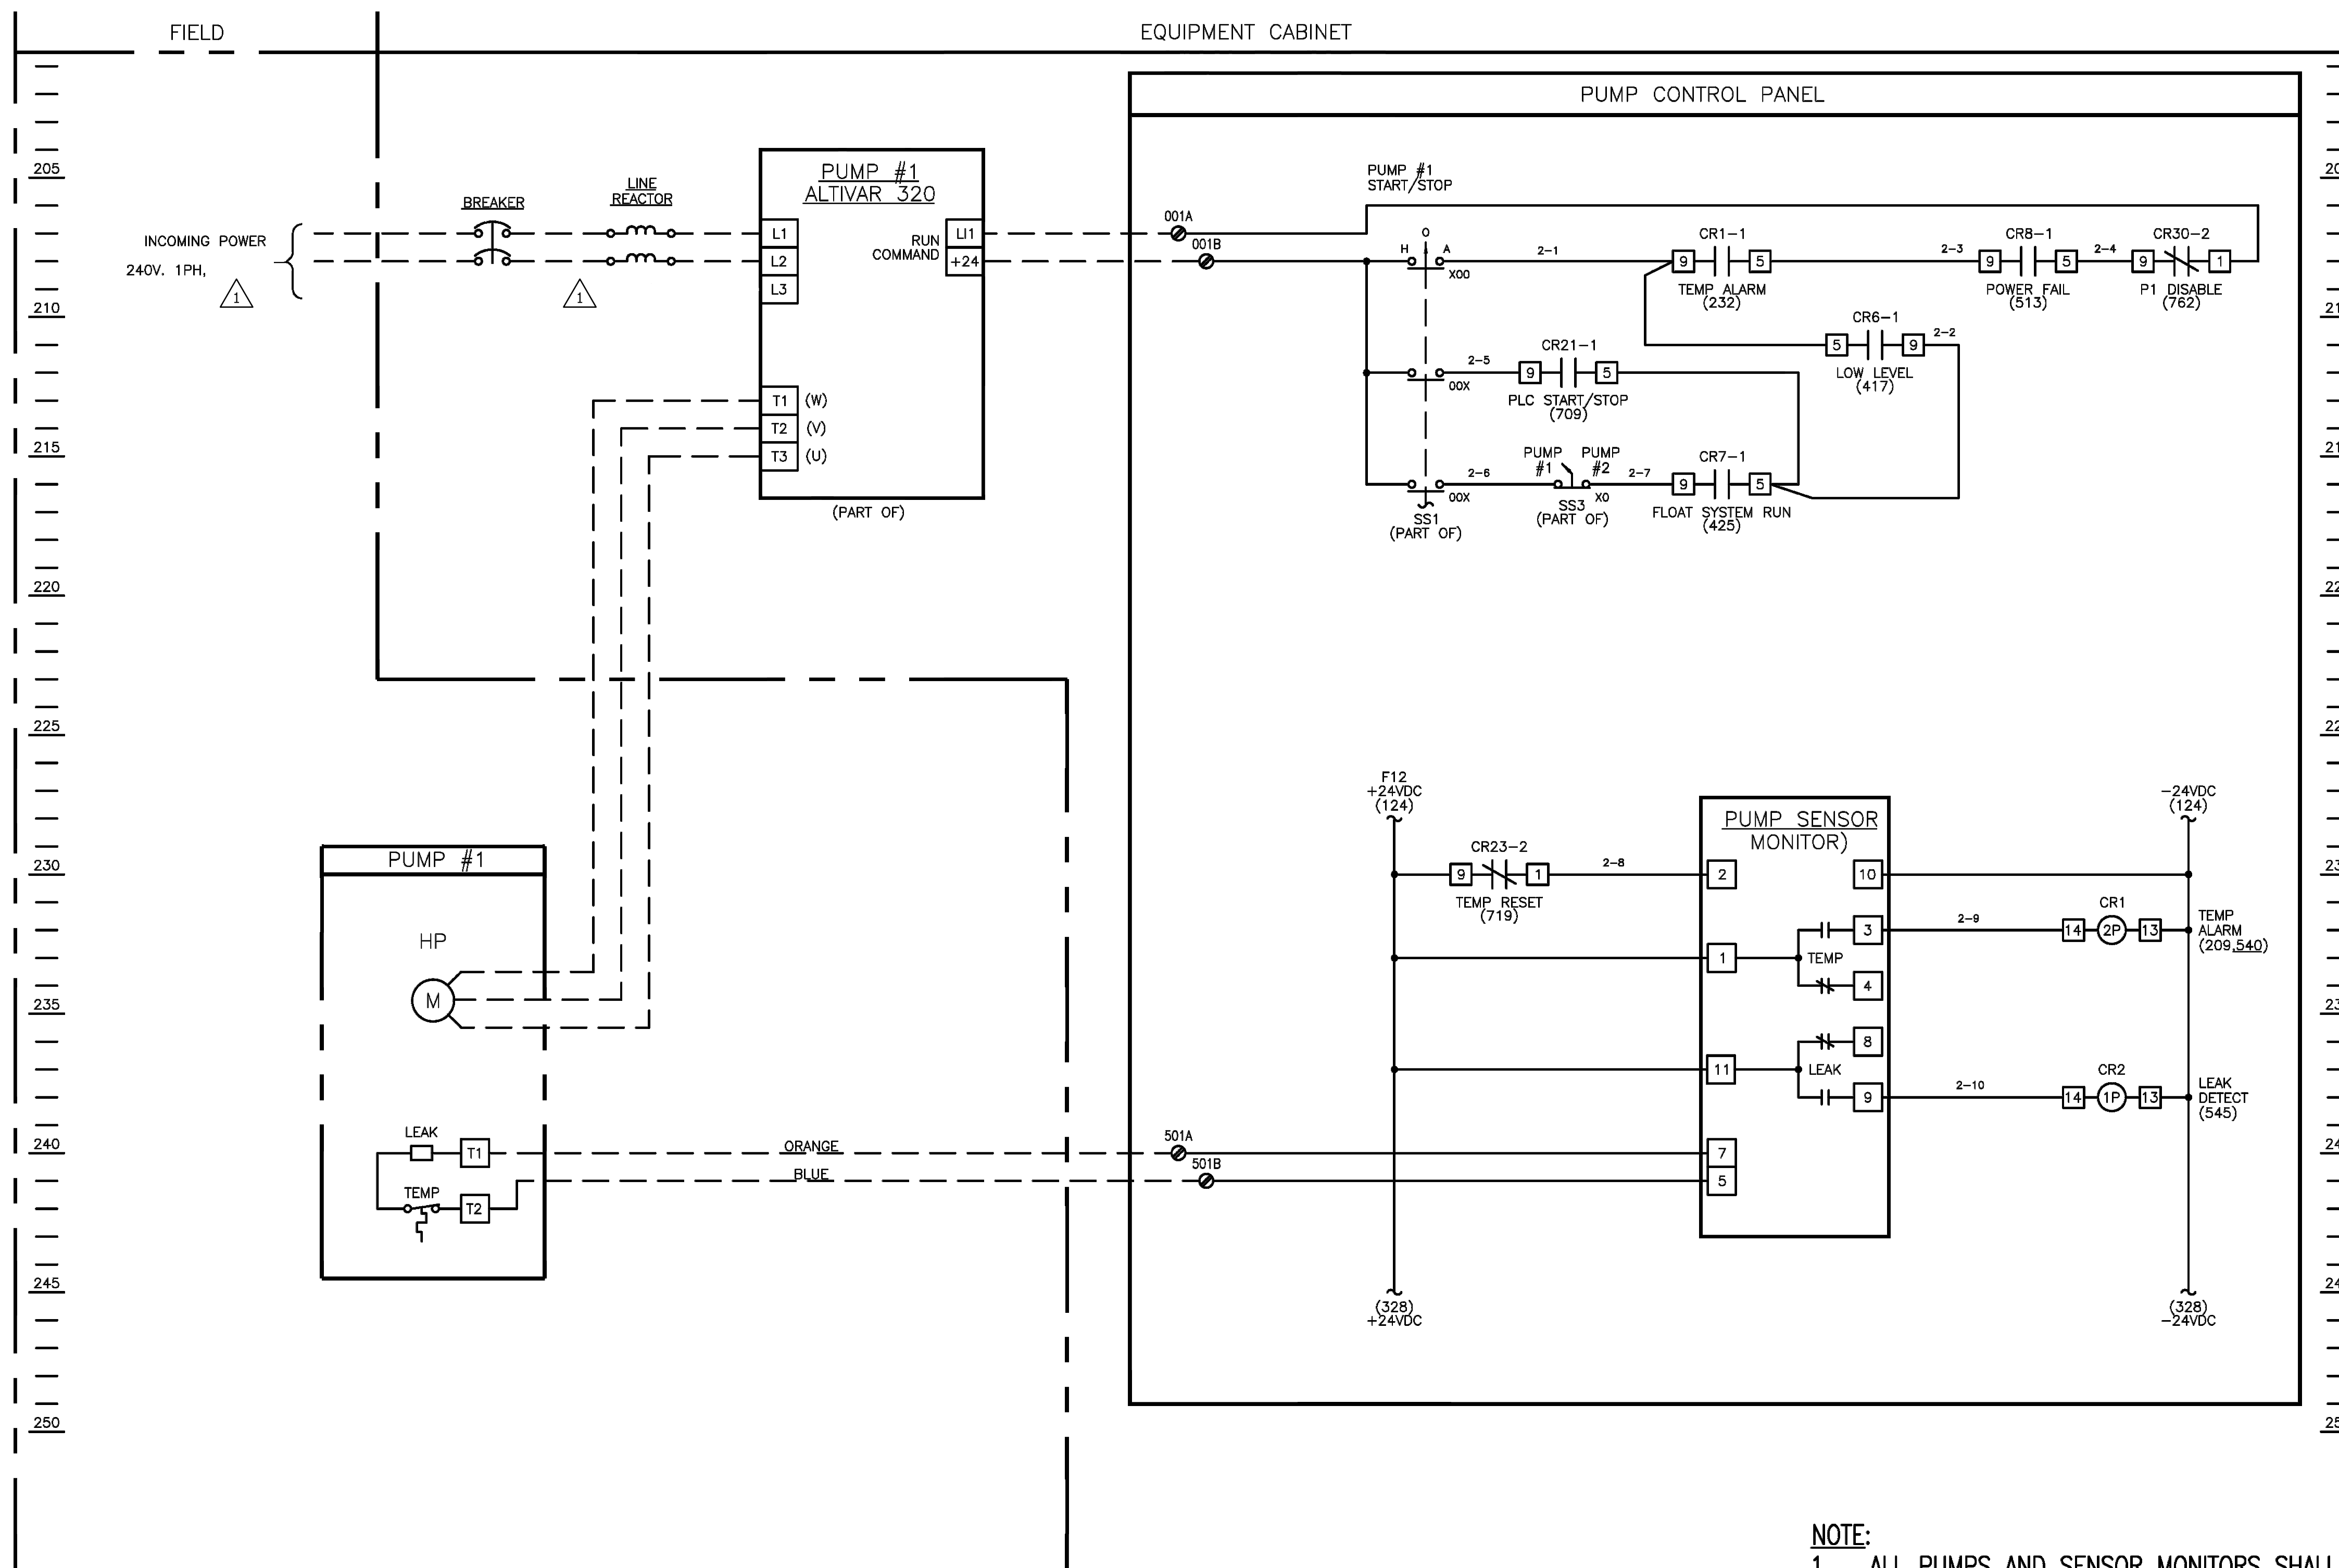 FIELD
EQUIPMENT CABINET
PUMP CONTROL PANEL
205
210
215
220
225
230
235
240
245
250
INCOMING POWER
240V. 1PH,
1
BREAKER
1
LINE
REACTOR
PUMP #1
ALTIVAR 320
L1
L2
L3
LI1
+24
RUN
COMMAND
T1 (W)
T2 (V)
T3 (U)
(PART OF)
001A
001B
PUMP #1
START/STOP
H O A
X00
2-1
CR1-1
9 5
TEMP ALARM
(232)
2-3
CR8-1
9 5
POWER FAIL
(513)
2-4
CR30-2
9 1
P1 DISABLE
(762)
CR6-1
5 9
2-2
LOW LEVEL
(417)
00X
2-5
CR21-1
9 5
PLC START/STOP
(709)
00X
SS1
(PART OF)
2-6
PUMP PUMP
#1 #2
X0
SS3
(PART OF)
2-7
CR7-1
9 5
FLOAT SYSTEM RUN
(425)
F12
+24VDC
(124)
-24VDC
(124)
CR23-2
9 1
TEMP RESET
(719)
2-8
PUMP SENSOR
MONITOR)
2
10
1
TEMP
3
4
11
LEAK
8
9
7
5
2-9
CR1
14 2P 13
TEMP
ALARM
(209,540)
2-10
CR2
14 1P 13
LEAK
DETECT
(545)
(328)
+24VDC
(328)
-24VDC
PUMP #1
HP
M
LEAK
T1
TEMP
T2
ORANGE
BLUE
501A
501B
NOTE:
1. ALL PUMPS AND SENSOR MONITORS SHALL